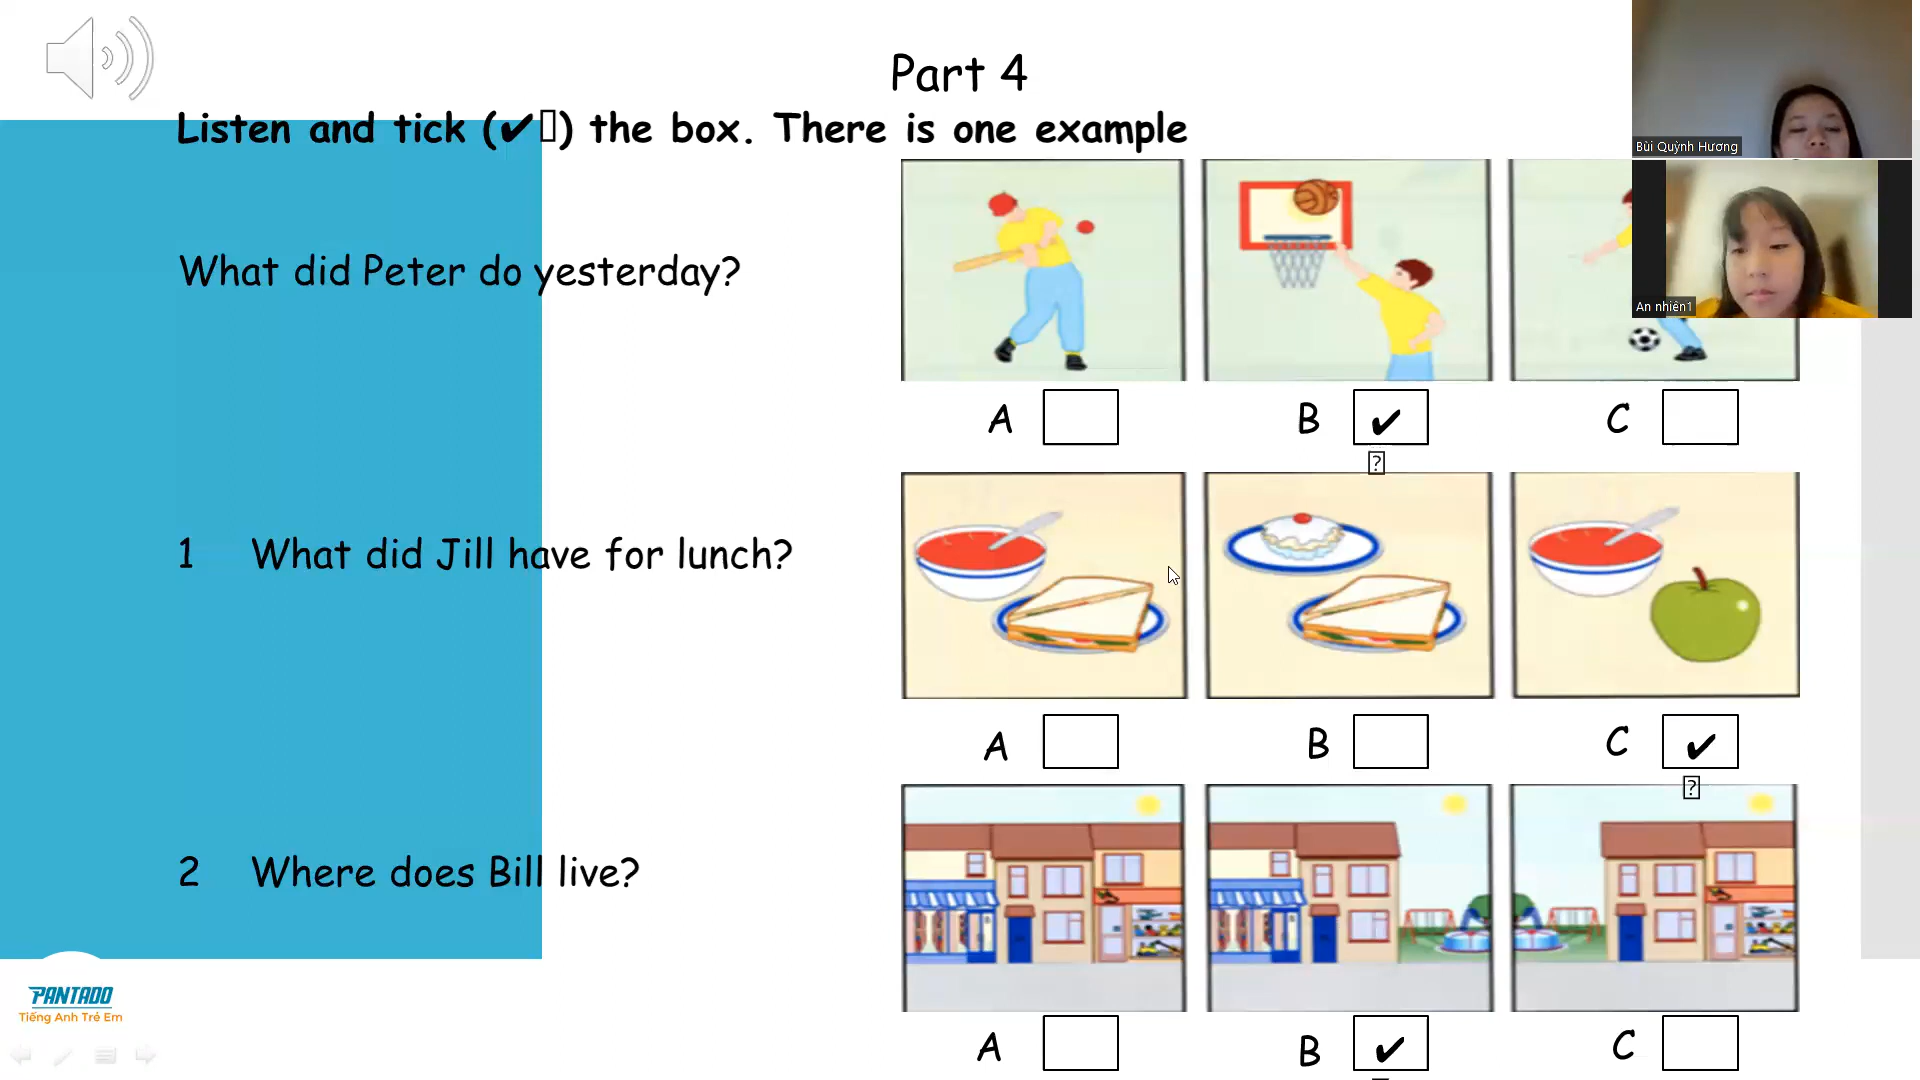 Part 4
Listen and tick (✔) the box. There is one example
Bùi Quỳnh Hương
An nhiên1
What did Peter do yesterday?
A B ✔ C
1 What did Jill have for lunch?
A B C ✔
2 Where does Bill live?
A B ✔ C
PANTADO
Tiếng Anh Trẻ Em